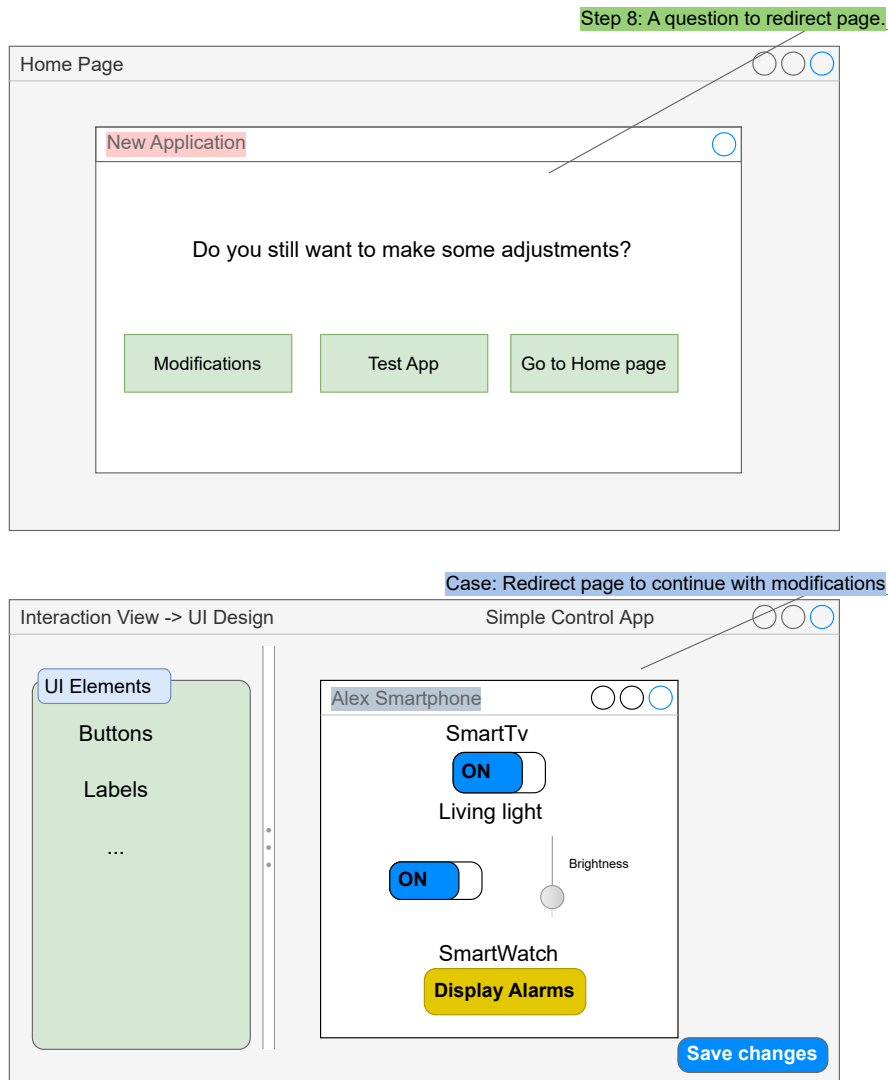 Step 8: A question to redirect page.
Home Page
New Application
Do you still want to make some adjustments?
Modifications
Test App
Go to Home page
Case: Redirect page to continue with modifications
Interaction View -> UI Design
Simple Control App
UI Elements
Buttons
Labels
...
Alex Smartphone
SmartTv
ON
Living light
ON
Brightness
SmartWatch
Display Alarms
Save changes